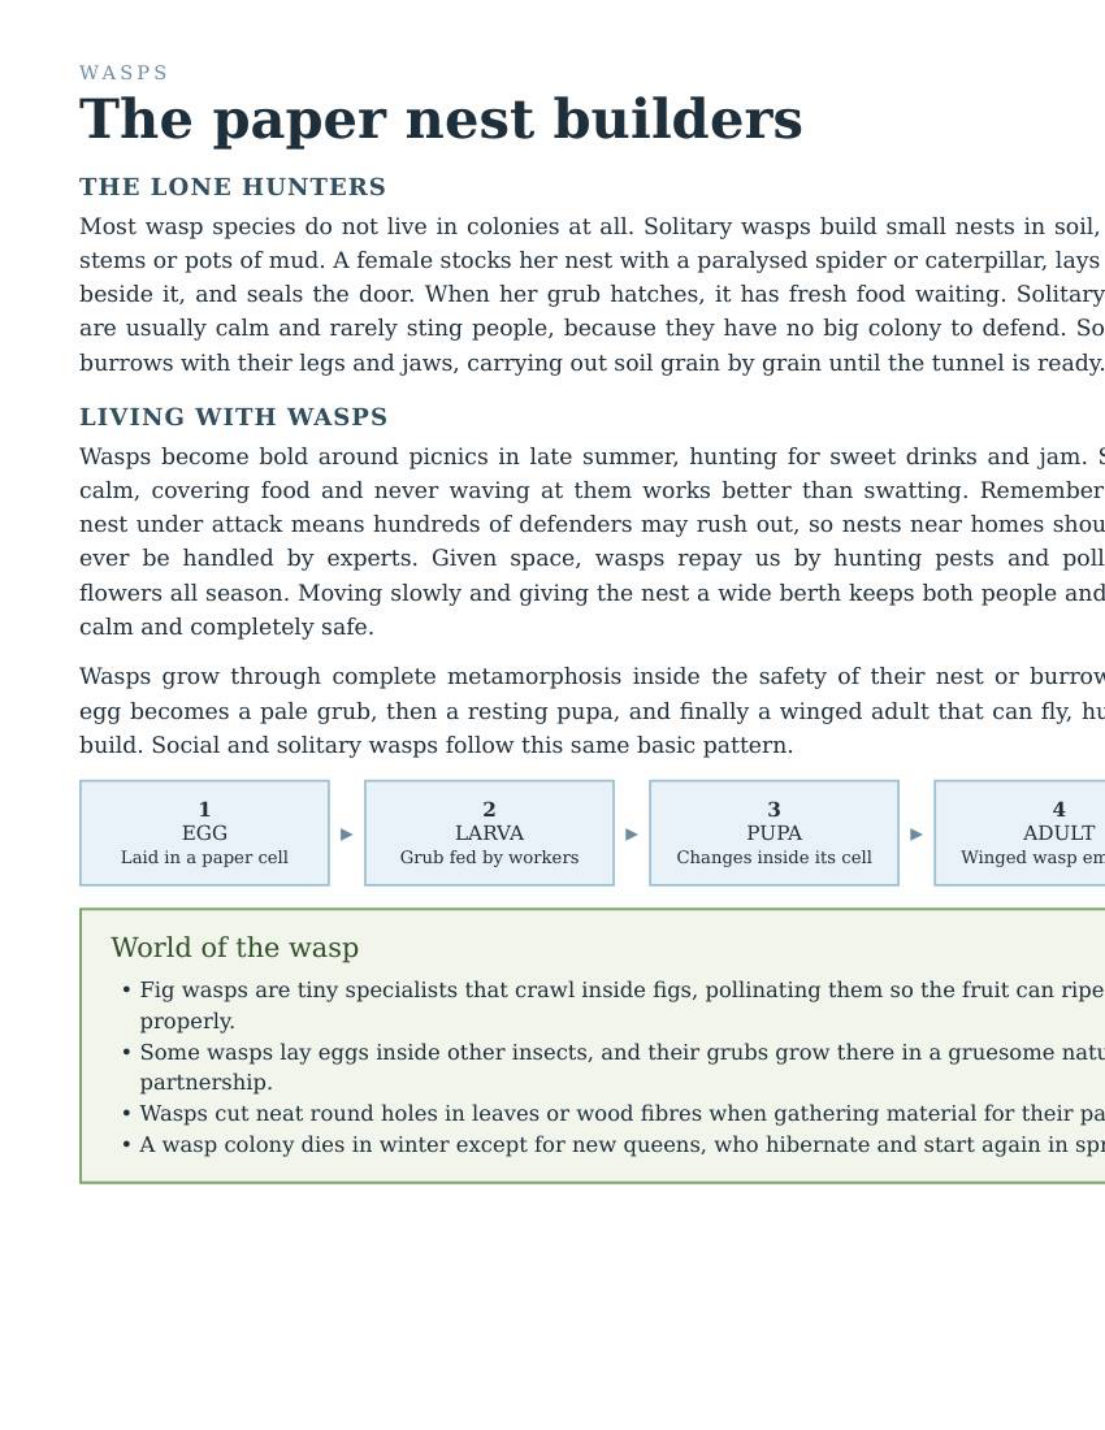 WASPS
The paper nest builders
THE LONE HUNTERS
Most wasp species do not live in colonies at all. Solitary wasps build small nests in soil,
stems or pots of mud. A female stocks her nest with a paralysed spider or caterpillar, lays
beside it, and seals the door. When her grub hatches, it has fresh food waiting. Solitary
are usually calm and rarely sting people, because they have no big colony to defend.
burrows with their legs and jaws, carrying out soil grain by grain until the tunnel is ready.
LIVING WITH WASPS
Wasps become bold around picnics in late summer, hunting for sweet drinks and jam.
calm, covering food and never waving at them works better than swatting. Remember
nest under attack means hundreds of defenders may rush out, so nests near homes
ever be handled by experts. Given space, wasps repay us by hunting pests and
flowers all season. Moving slowly and giving the nest a wide berth keeps both people and
calm and completely safe.
Wasps grow through complete metamorphosis inside the safety of their nest or
egg becomes a pale grub, then a resting pupa, and finally a winged adult that can fly,
build. Social and solitary wasps follow this same basic pattern.
1
EGG
Laid in a paper cell
▸
2
LARVA
Grub fed by workers
▸
3
PUPA
Changes inside its cell
▸
4
ADULT
Winged wasp
World of the wasp
• Fig wasps are tiny specialists that crawl inside figs, pollinating them so the fruit can
properly.
• Some wasps lay eggs inside other insects, and their grubs grow there in a gruesome
partnership.
• Wasps cut neat round holes in leaves or wood fibres when gathering material for their
• A wasp colony dies in winter except for new queens, who hibernate and start again in